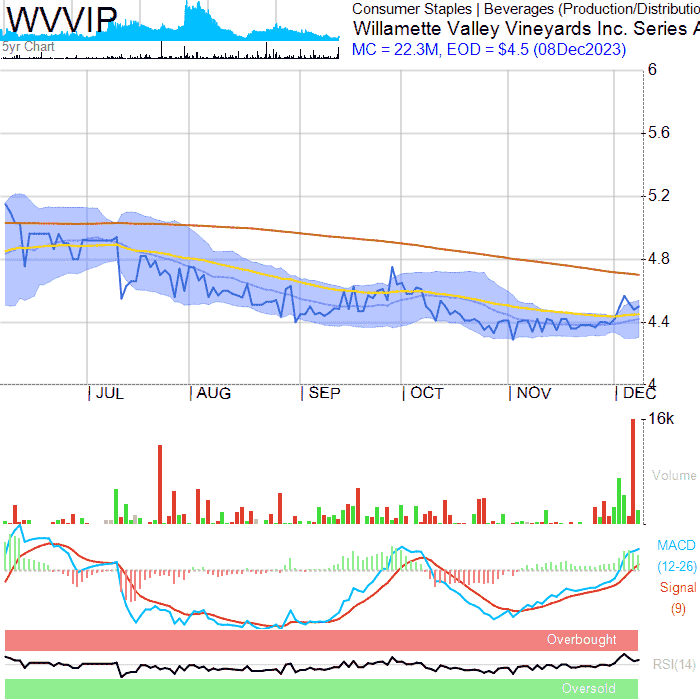 WVVIP
5yr Chart
Consumer Staples | Beverages (Production/Distributio
Willamette Valley Vineyards Inc. Series A
MC = 22.3M, EOD = $4.5 (08Dec2023)
6
5.6
5.2
4.8
4.4
4
JUL AUG SEP OCT NOV DEC
16k
Volume
MACD
(12-26)
Signal
(9)
Overbought
RSI(14)
Oversold